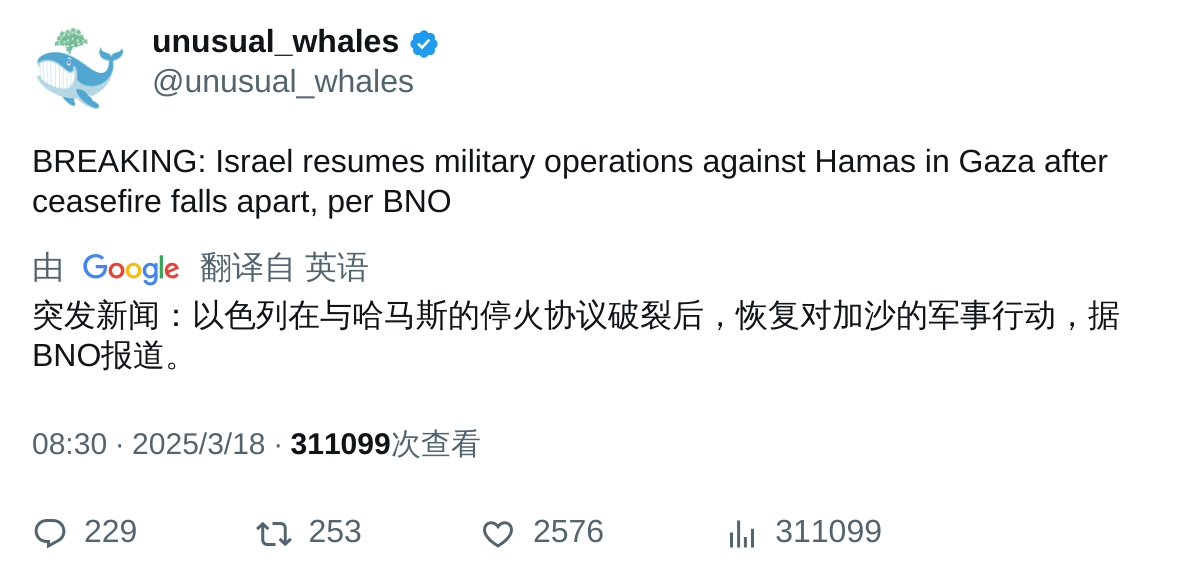 unusual_whales
@unusual_whales
BREAKING: Israel resumes military operations against Hamas in Gaza after
ceasefire falls apart, per BNO
由 Google 翻译自 英语
突发新闻：以色列在与哈马斯的停火协议破裂后，恢复对加沙的军事行动，据
BNO报道。
08:30 · 2025/3/18 · 311099次查看
229 253 2576 311099